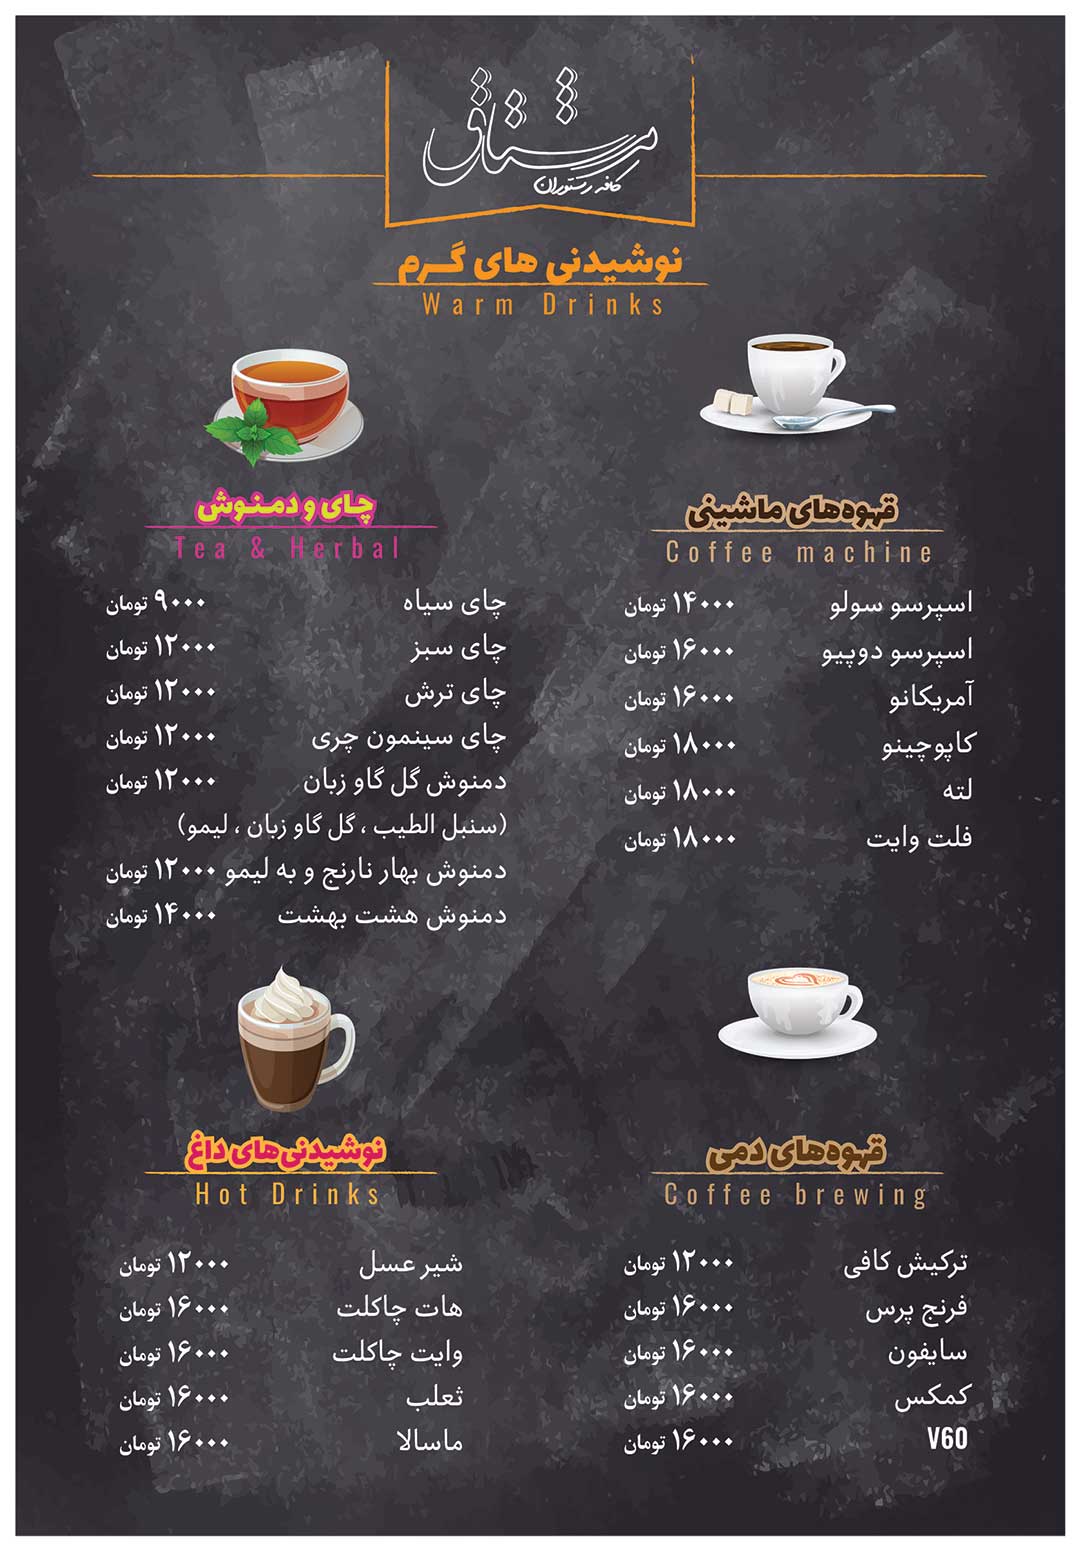 کافه رستوران
نوشیدنی های گـرم
Warm Drinks
قهوه‌های ماشینی
Coffee machine
اسپرسو سولو ۱۴۰۰۰ تومان
اسپرسو دوپیو ۱۶۰۰۰ تومان
آمریکانو ۱۶۰۰۰ تومان
کاپوچینو ۱۸۰۰۰ تومان
لته ۱۸۰۰۰ تومان
فلت وایت ۱۸۰۰۰ تومان
چای و دمنوش
Tea & Herbal
چای سیاه ۹۰۰۰ تومان
چای سبز ۱۲۰۰۰ تومان
چای ترش ۱۲۰۰۰ تومان
چای سینمون چری ۱۲۰۰۰ تومان
دمنوش گل گاو زبان ۱۲۰۰۰ تومان
(سنبل الطیب ، گل گاو زبان ، لیمو)
دمنوش بهار نارنج و به لیمو ۱۲۰۰۰ تومان
دمنوش هشت بهشت ۱۴۰۰۰ تومان
قهوه‌های دمی
Coffee brewing
ترکیش کافی ۱۲۰۰۰ تومان
فرنج پرس ۱۶۰۰۰ تومان
سایفون ۱۶۰۰۰ تومان
کمکس ۱۶۰۰۰ تومان
V60 ۱۶۰۰۰ تومان
نوشیدنی‌های داغ
Hot Drinks
شیر عسل ۱۲۰۰۰ تومان
هات چاکلت ۱۶۰۰۰ تومان
وایت چاکلت ۱۶۰۰۰ تومان
ثعلب ۱۶۰۰۰ تومان
ماسالا ۱۶۰۰۰ تومان